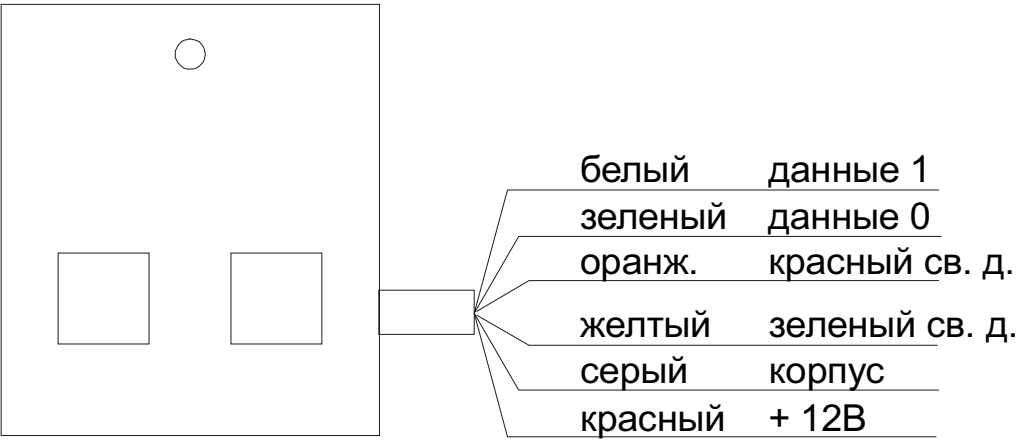 белый данные 1
зеленый данные 0
оранж. красный св. д.
желтый зеленый св. д.
серый корпус
красный + 12В